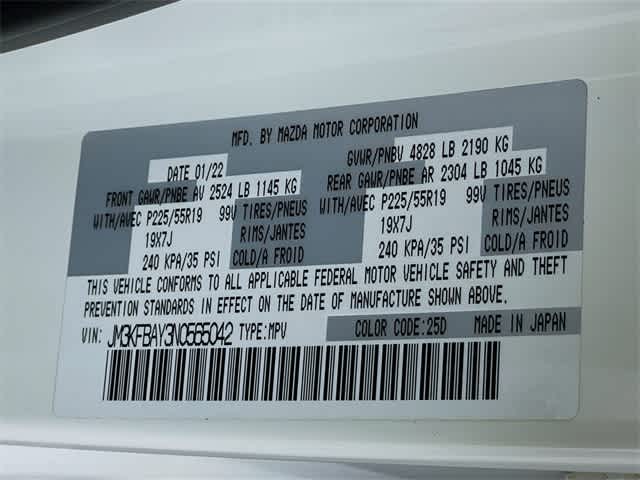 MFD. BY MAZDA MOTOR CORPORATION
DATE 01/22 GVWR/PNBV 4828 LB 2190 KG
FRONT GAWR/PNBE AV 2524 LB 1145 KG REAR GAWR/PNBE AR 2304 LB 1045 KG
WITH/AVEC P225/55R19 99V TIRES/PNEUS WITH/AVEC P225/55R19 99V TIRES/PNEUS
19X7J RIMS/JANTES 19X7J RIMS/JANTES
240 KPA/35 PSI COLD/A FROID 240 KPA/35 PSI COLD/A FROID
THIS VEHICLE CONFORMS TO ALL APPLICABLE FEDERAL MOTOR VEHICLE SAFETY AND THEFT
PREVENTION STANDARDS IN EFFECT ON THE DATE OF MANUFACTURE SHOWN ABOVE.
VIN: JM3KFBAY3N0565042 TYPE:MPV COLOR CODE:25D MADE IN JAPAN